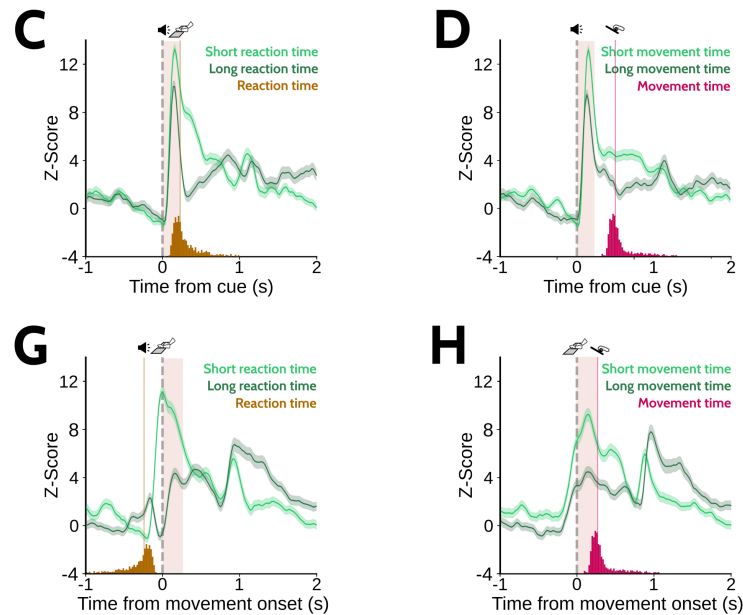 C
Short reaction time
Long reaction time
Reaction time
Z-Score
12
8
4
0
-4
-1
0
1
2
Time from cue (s)
D
Short movement time
Long movement time
Movement time
Z-Score
12
8
4
0
-4
-1
0
1
2
Time from cue (s)
G
Short reaction time
Long reaction time
Reaction time
Z-Score
12
8
4
0
-4
-1
0
1
2
Time from movement onset (s)
H
Short movement time
Long movement time
Movement time
Z-Score
12
8
4
0
-4
-1
0
1
2
Time from movement onset (s)